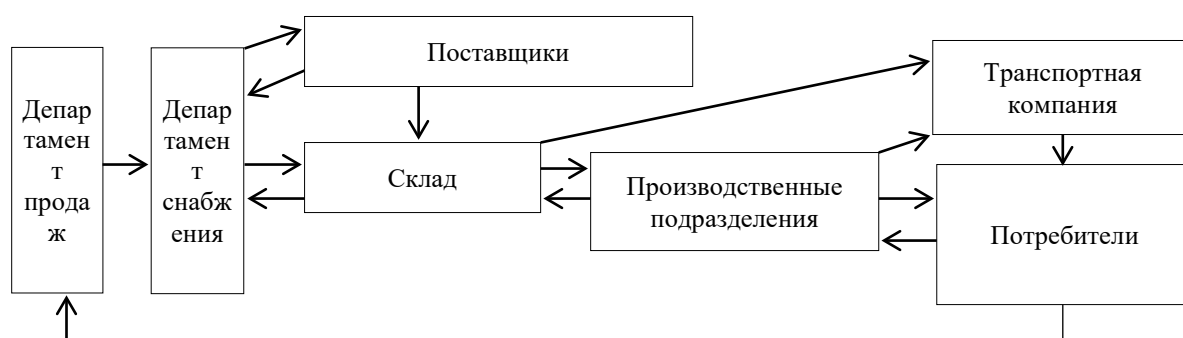 Депар
тамен
т
прода
ж
Депар
тамен
т
снабж
ения
Поставщики
Склад
Производственные
подразделения
Транспортная
компания
Потребители